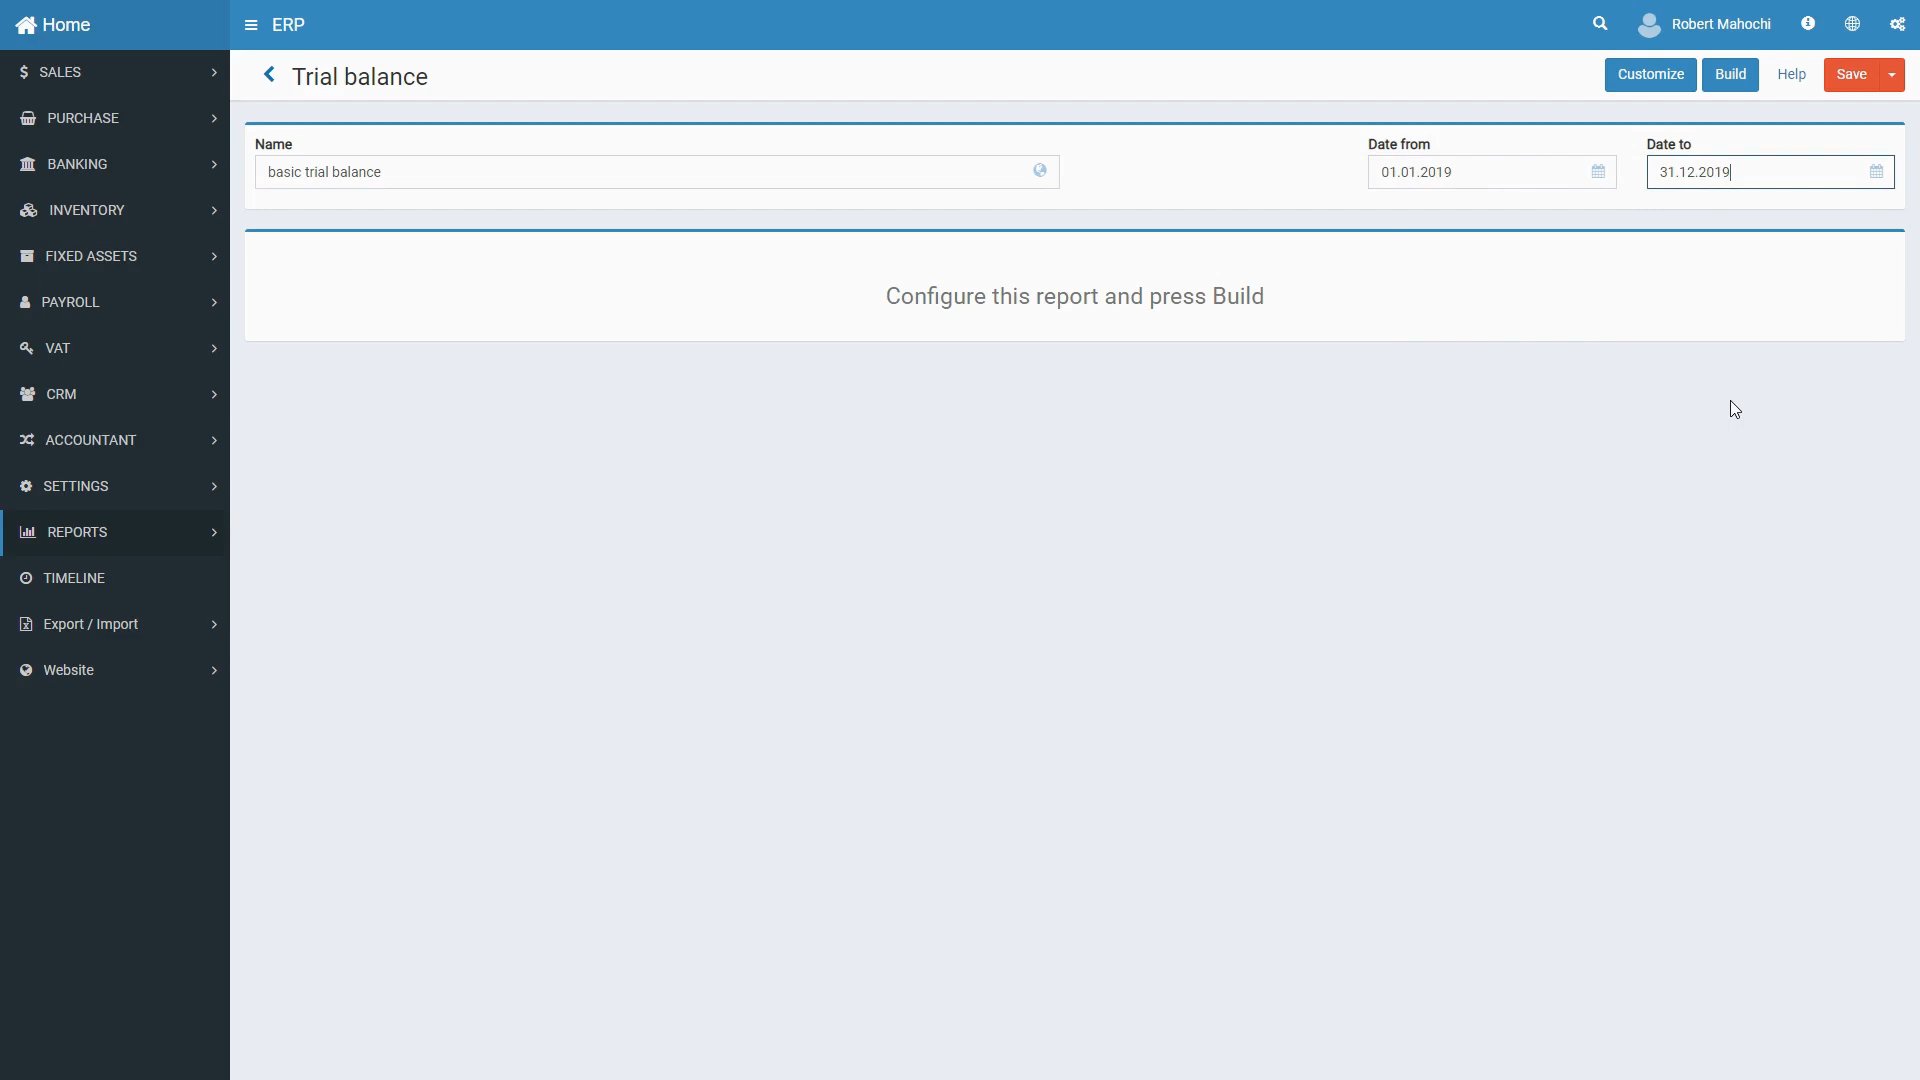 Home
ERP
Robert Mahochi
SALES
PURCHASE
BANKING
INVENTORY
FIXED ASSETS
PAYROLL
VAT
CRM
ACCOUNTANT
SETTINGS
REPORTS
TIMELINE
Export / Import
Website
Trial balance
Customize
Build
Help
Save
Name
basic trial balance
Date from
01.01.2019
Date to
31.12.2019
Configure this report and press Build